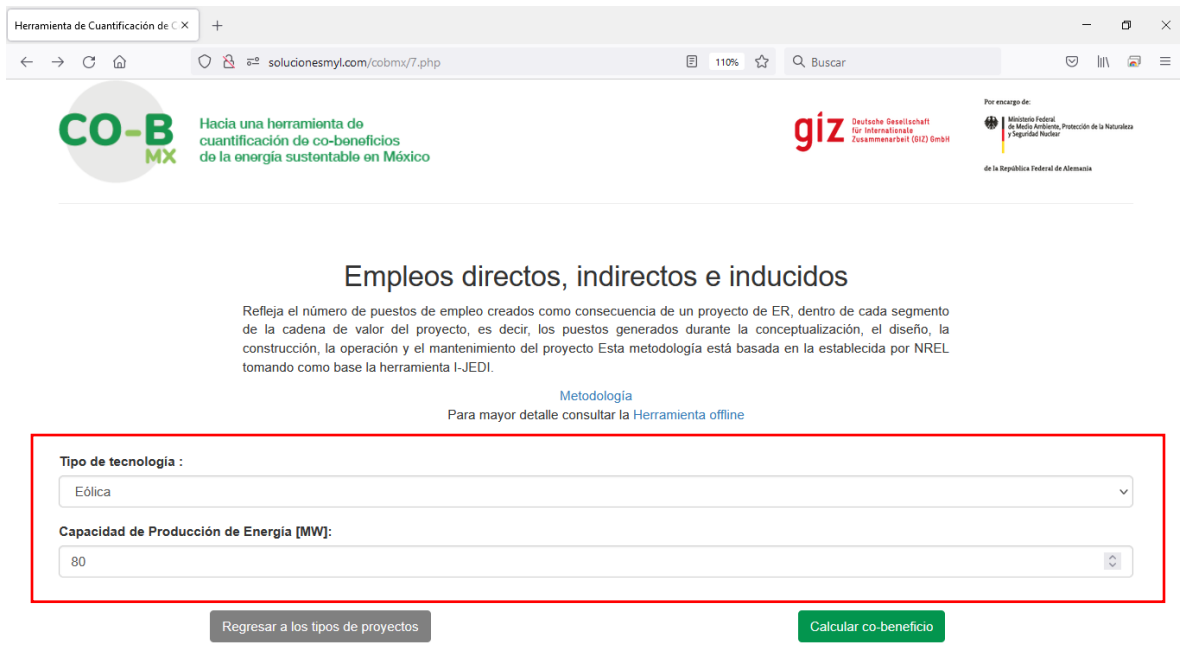 Herramienta de Cuantificación de C
solucionesmyl.com/cobmx/7.php
110%
Buscar
CO-B
MX
Hacia una herramienta de
cuantificación de co-beneficios
de la energía sustentable en México
giz
Deutsche Gesellschaft
für Internationale
Zusammenarbeit (GIZ) GmbH
Por encargo de:
Ministerio Federal
de Medio Ambiente, Protección de la Naturaleza
y Seguridad Nuclear
de la República Federal de Alemania
Empleos directos, indirectos e inducidos
Refleja el número de puestos de empleo creados como consecuencia de un proyecto de ER, dentro de cada segmento
de la cadena de valor del proyecto, es decir, los puestos generados durante la conceptualización, el diseño, la
construcción, la operación y el mantenimiento del proyecto Esta metodología está basada en la establecida por NREL
tomando como base la herramienta I-JEDI.
Metodología
Para mayor detalle consultar la Herramienta offline
Tipo de tecnología :
Eólica
Capacidad de Producción de Energía [MW]:
80
Regresar a los tipos de proyectos
Calcular co-beneficio